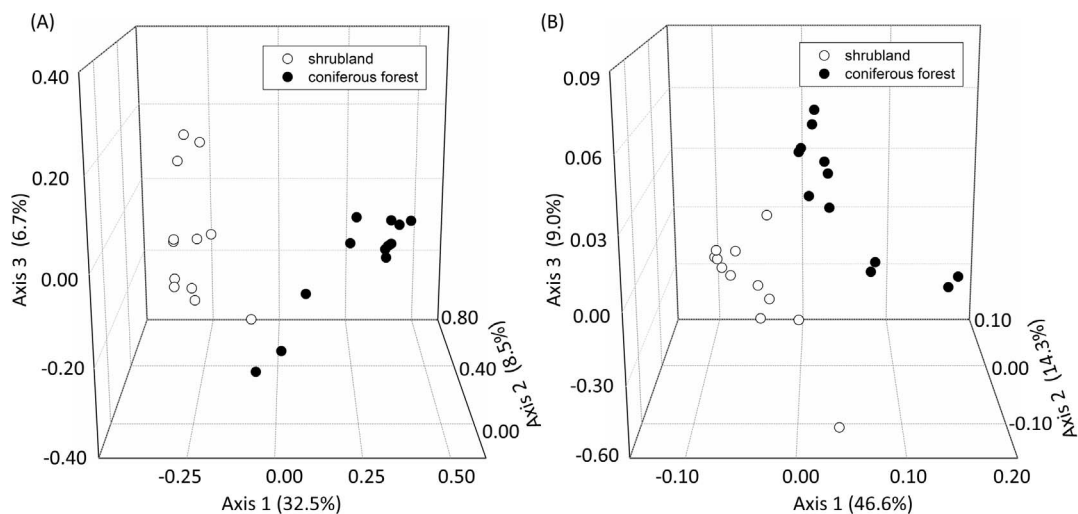 (A)
shrubland
coniferous forest
0.40
0.20
0.00
-0.20
-0.40
Axis 3 (6.7%)
-0.25
0.00
0.25
0.50
Axis 1 (32.5%)
0.80
0.40
0.00
Axis 2 (8.5%)
(B)
shrubland
coniferous forest
0.09
0.06
0.03
0.00
-0.30
-0.60
Axis 3 (9.0%)
-0.10
0.00
0.10
0.20
Axis 1 (46.6%)
0.10
0.00
-0.10
Axis 2 (14.3%)